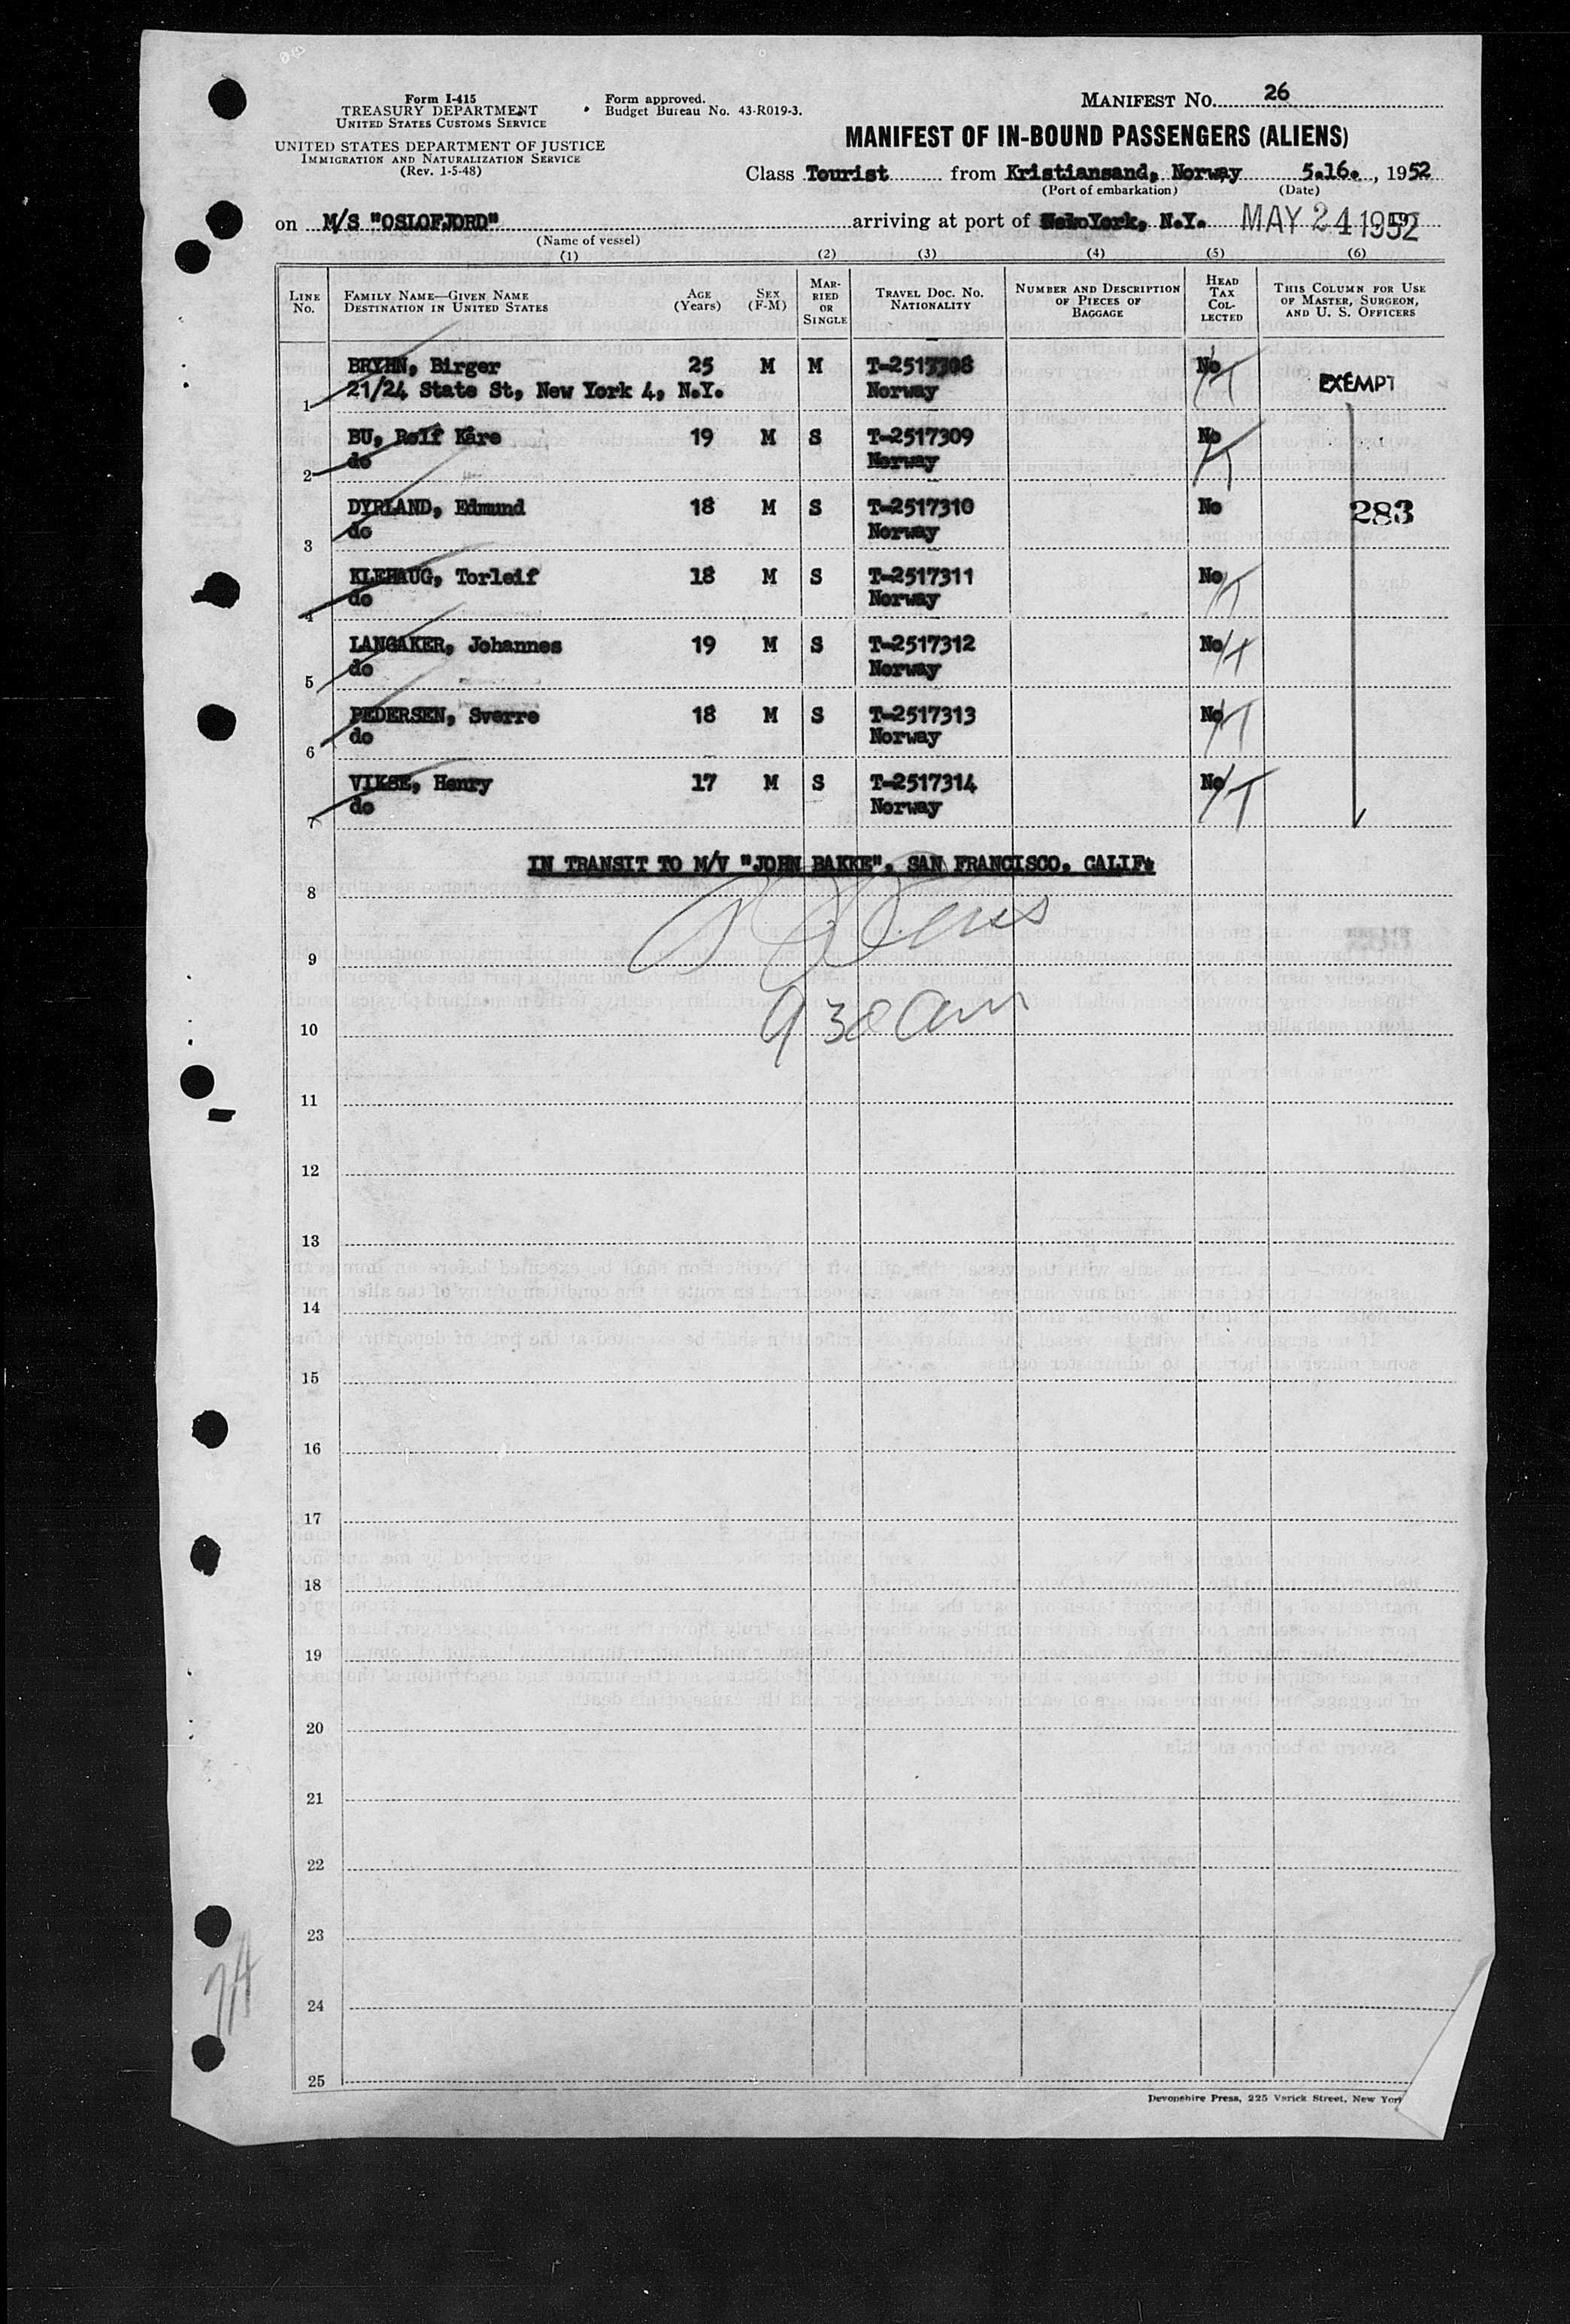 Form I-415
TREASURY DEPARTMENT
UNITED STATES CUSTOMS SERVICE
UNITED STATES DEPARTMENT OF JUSTICE
IMMIGRATION AND NATURALIZATION SERVICE
(Rev. 1-5-48)
Form approved.
Budget Bureau No. 43-R019-3.
MANIFEST NO. 26
MANIFEST OF IN-BOUND PASSENGERS (ALIENS)
Class Tourist from Kristiansand, Norway 5.16., 1952
(Port of embarkation) (Date)
on M/S "OSLOFJORD" arriving at port of New York, N.Y. MAY 24 1952
(Name of vessel)
(1) (2) (3) (4) (5) (6)
LINE NO. FAMILY NAME—GIVEN NAME DESTINATION IN UNITED STATES AGE (Years) SEX (F-M) MARRIED OR SINGLE TRAVEL DOC. NO. NATIONALITY NUMBER AND DESCRIPTION OF PIECES OF BAGGAGE HEAD TAX COLLECTED THIS COLUMN FOR USE OF MASTER, SURGEON, AND U. S. OFFICERS
BRYHN, Birger 25 M M T-2517308 No
1 21/24 State St, New York 4, N.Y. Norway EXEMPT
BU, Rolf Kåre 19 M S T-2517309 No
2 do Norway
DYRLAND, Edmund 18 M S T-2517310 No 283
3 do Norway
KLEHAUG, Torleif 18 M S T-2517311 No
4 do Norway
LANGAKER, Johannes 19 M S T-2517312 No
5 do Norway
PEDERSEN, Sverre 18 M S T-2517313 No
6 do Norway
VIKSE, Henry 17 M S T-2517314 No
7 do Norway
IN TRANSIT TO M/V "JOHN BAKKE", SAN FRANCISCO, CALIF.
8
9
10 9 30 am
11
12
13
14
15
16
17
18
19
20
21
22
23
24
25
Devonshire Press, 225 Varick Street, New York